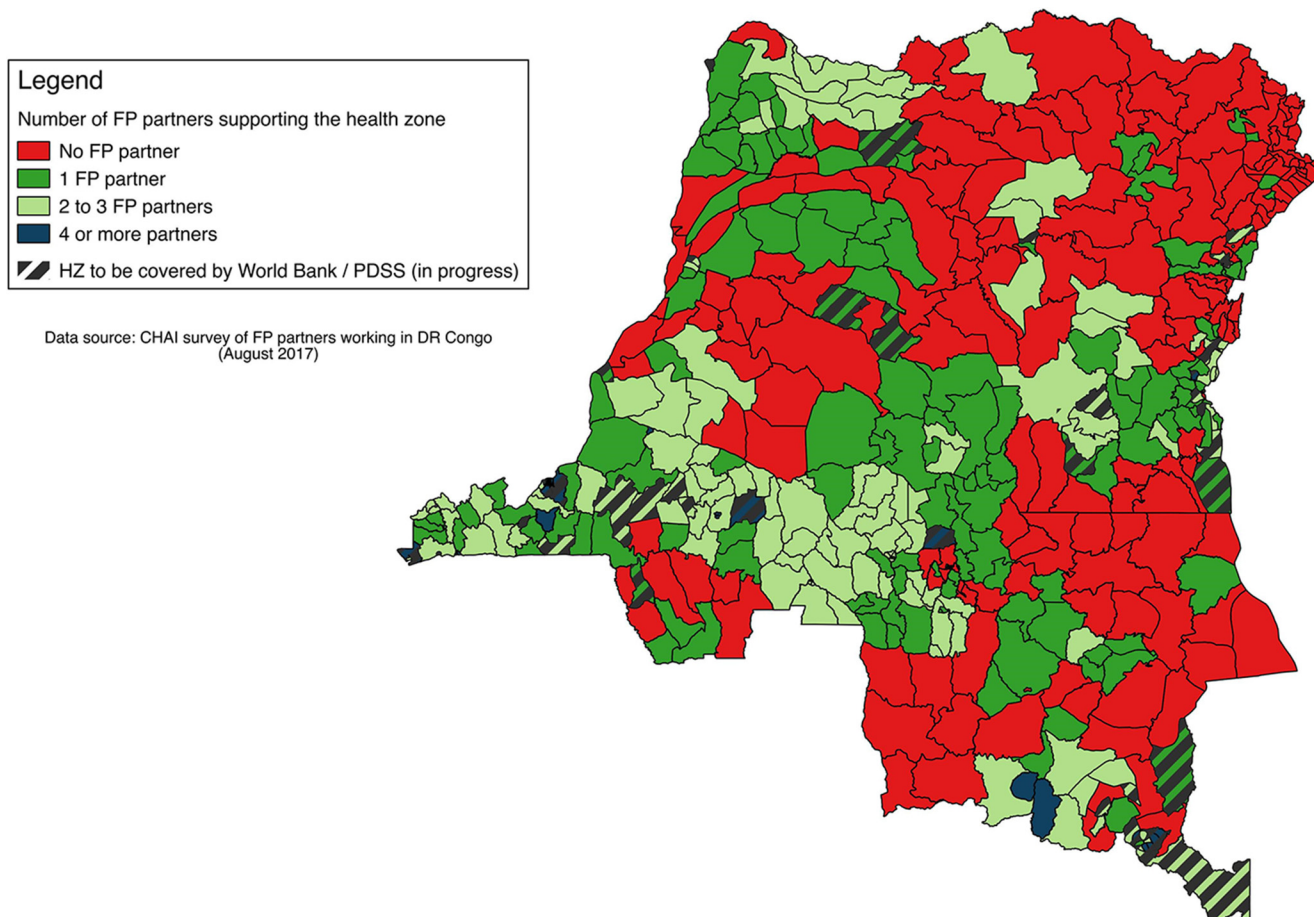 Legend
Number of FP partners supporting the health zone
No FP partner
1 FP partner
2 to 3 FP partners
4 or more partners
HZ to be covered by World Bank / PDSS (in progress)
Data source: CHAI survey of FP partners working in DR Congo
(August 2017)